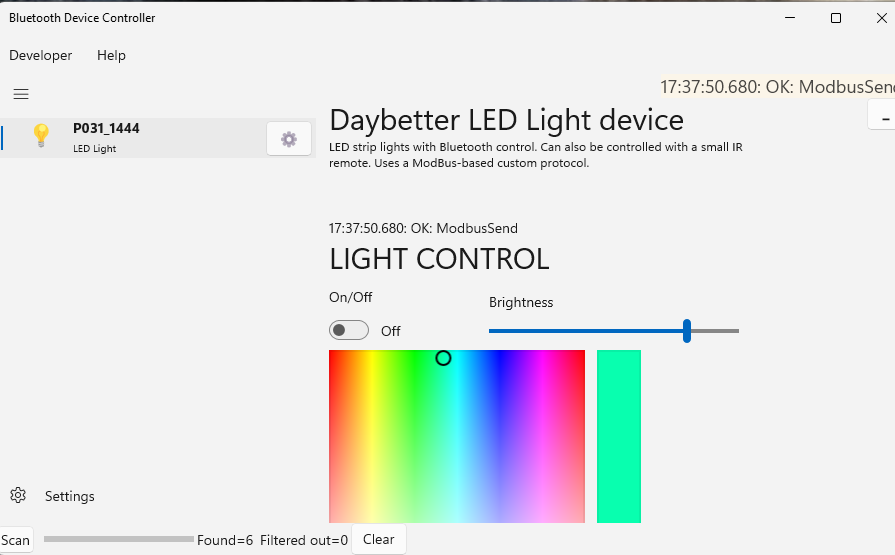 Bluetooth Device Controller
Developer Help
17:37:50.680: OK: ModbusSend
P031_1444
LED Light
Daybetter LED Light device
LED strip lights with Bluetooth control. Can also be controlled with a small IR
remote. Uses a ModBus-based custom protocol.
17:37:50.680: OK: ModbusSend
LIGHT CONTROL
On/Off
Brightness
Off
Settings
Scan
Found=6 Filtered out=0
Clear